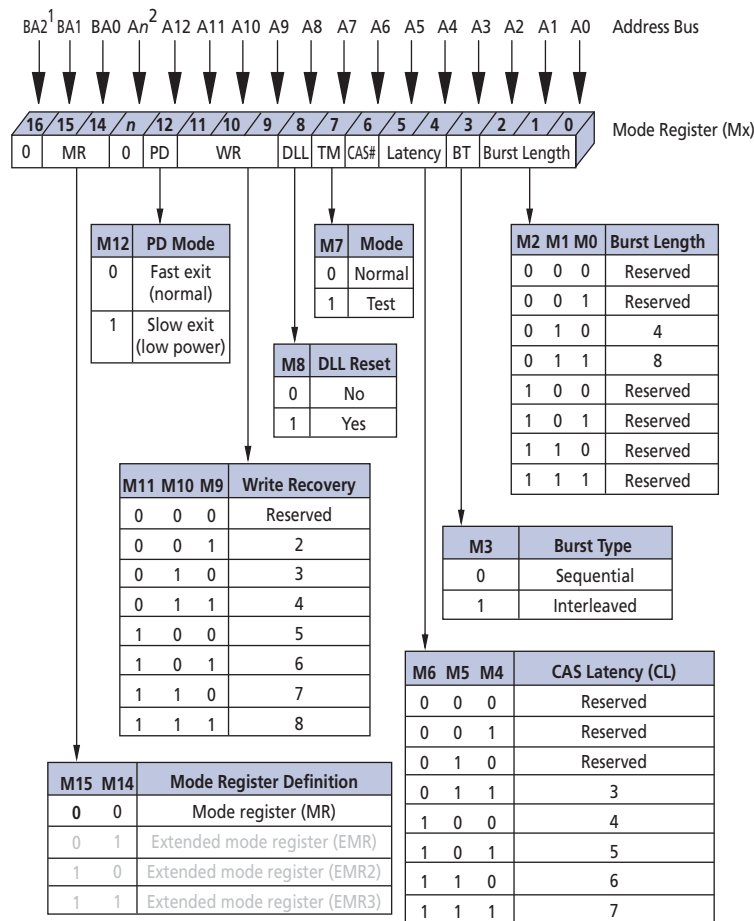 BA2¹ BA1 BA0 An² A12 A11 A10 A9 A8 A7 A6 A5 A4 A3 A2 A1 A0 Address Bus
16 15 14 n 12 11 10 9 8 7 6 5 4 3 2 1 0 Mode Register (Mx)
0 MR 0 PD WR DLL TM CAS# Latency BT Burst Length
M12 PD Mode
0 Fast exit
(normal)
1 Slow exit
(low power)
M7 Mode
0 Normal
1 Test
M2 M1 M0 Burst Length
0 0 0 Reserved
0 0 1 Reserved
0 1 0 4
0 1 1 8
1 0 0 Reserved
1 0 1 Reserved
1 1 0 Reserved
1 1 1 Reserved
M8 DLL Reset
0 No
1 Yes
M11 M10 M9 Write Recovery
0 0 0 Reserved
0 0 1 2
0 1 0 3
0 1 1 4
1 0 0 5
1 0 1 6
1 1 0 7
1 1 1 8
M3 Burst Type
0 Sequential
1 Interleaved
M6 M5 M4 CAS Latency (CL)
0 0 0 Reserved
0 0 1 Reserved
0 1 0 Reserved
0 1 1 3
1 0 0 4
1 0 1 5
1 1 0 6
1 1 1 7
M15 M14 Mode Register Definition
0 0 Mode register (MR)
0 1 Extended mode register (EMR)
1 0 Extended mode register (EMR2)
1 1 Extended mode register (EMR3)